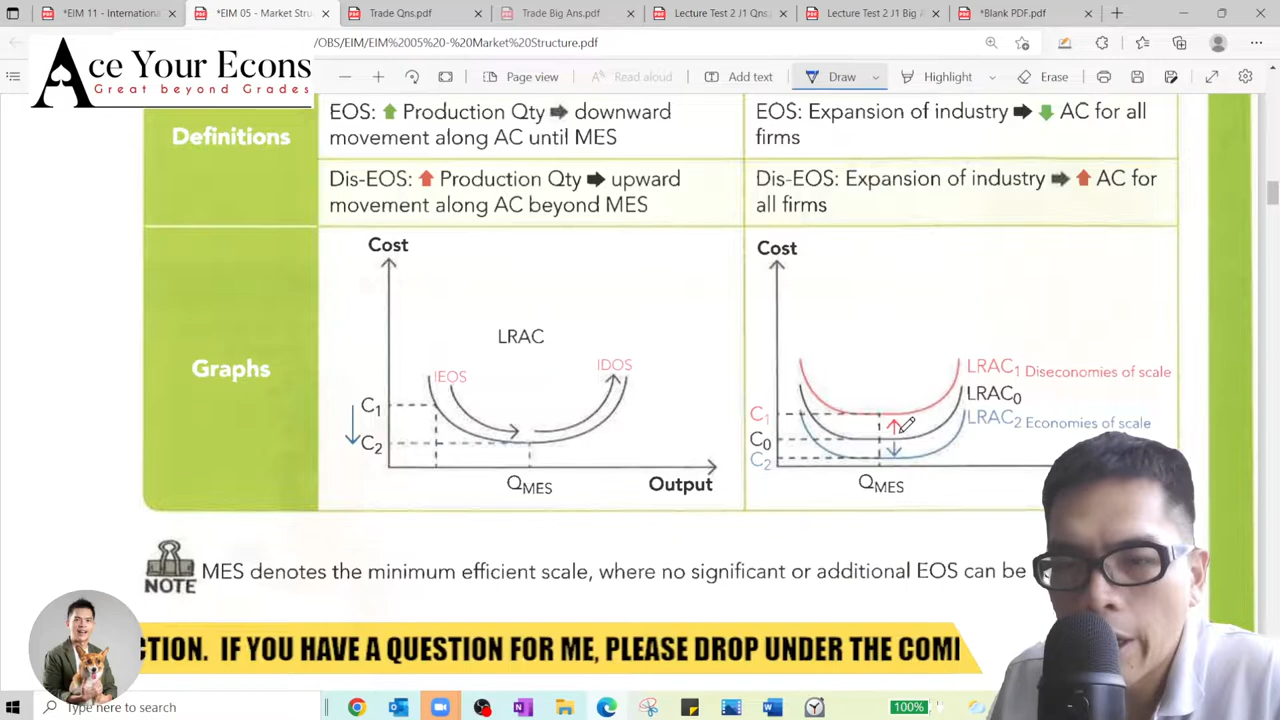 *EIM 11 - Internationa
*EIM 05 - Market Struc
Trade Qns.pdf
Trade Big Ans.pdf
Lecture Test 2 J1 Qns
Lecture Test 2 J1 Big A
*Blank PDF.pdf
/OBS/EIM/EIM%2005%20-%20Market%20Structure.pdf
Page view
Read aloud
Add text
Draw
Highlight
Erase
Ace Your Econs
Great beyond Grades
Definitions
EOS: Production Qty downward
movement along AC until MES
EOS: Expansion of industry AC for all
firms
Dis-EOS: Production Qty upward
movement along AC beyond MES
Dis-EOS: Expansion of industry AC for
all firms
Graphs
Cost
LRAC
IEOS
IDOS
C1
C2
QMES
Output
Cost
LRAC1 Diseconomies of scale
LRAC0
LRAC2 Economies of scale
C1
C0
C2
QMES
NOTE
MES denotes the minimum efficient scale, where no significant or additional EOS can be
CTION. IF YOU HAVE A QUESTION FOR ME, PLEASE DROP UNDER THE COMI
Type here to search
100%